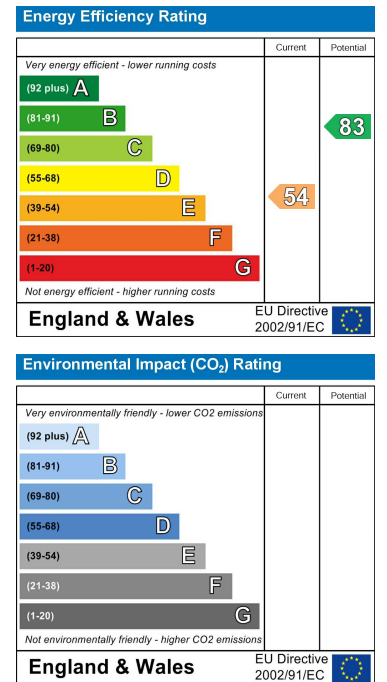 Energy Efficiency Rating
Current Potential
Very energy efficient - lower running costs
(92 plus) A
(81-91) B
(69-80) C
(55-68) D
(39-54) E
(21-38) F
(1-20) G
83
54
Not energy efficient - higher running costs
England & Wales
EU Directive
2002/91/EC
Environmental Impact (CO₂) Rating
Current Potential
Very environmentally friendly - lower CO2 emissions
(92 plus) A
(81-91) B
(69-80) C
(55-68) D
(39-54) E
(21-38) F
(1-20) G
Not environmentally friendly - higher CO2 emissions
England & Wales
EU Directive
2002/91/EC